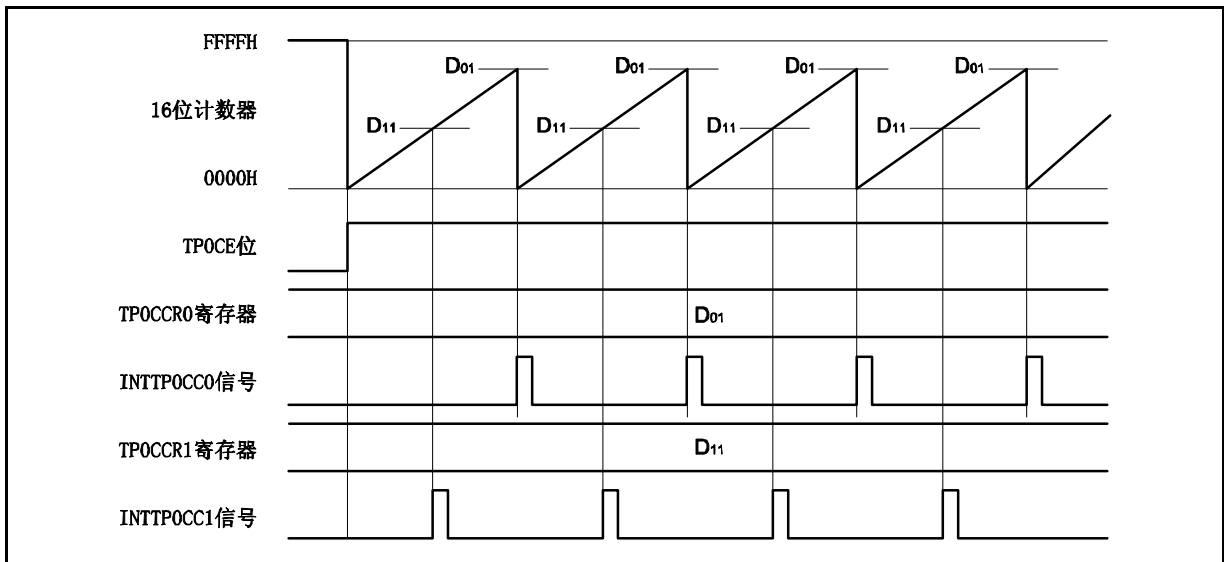 FFFFH
D01 D01 D01 D01
16位计数器
D11 D11 D11 D11
0000H
TP0CE位
TP0CCR0寄存器
D01
INTTP0CC0信号
TP0CCR1寄存器
D11
INTTP0CC1信号